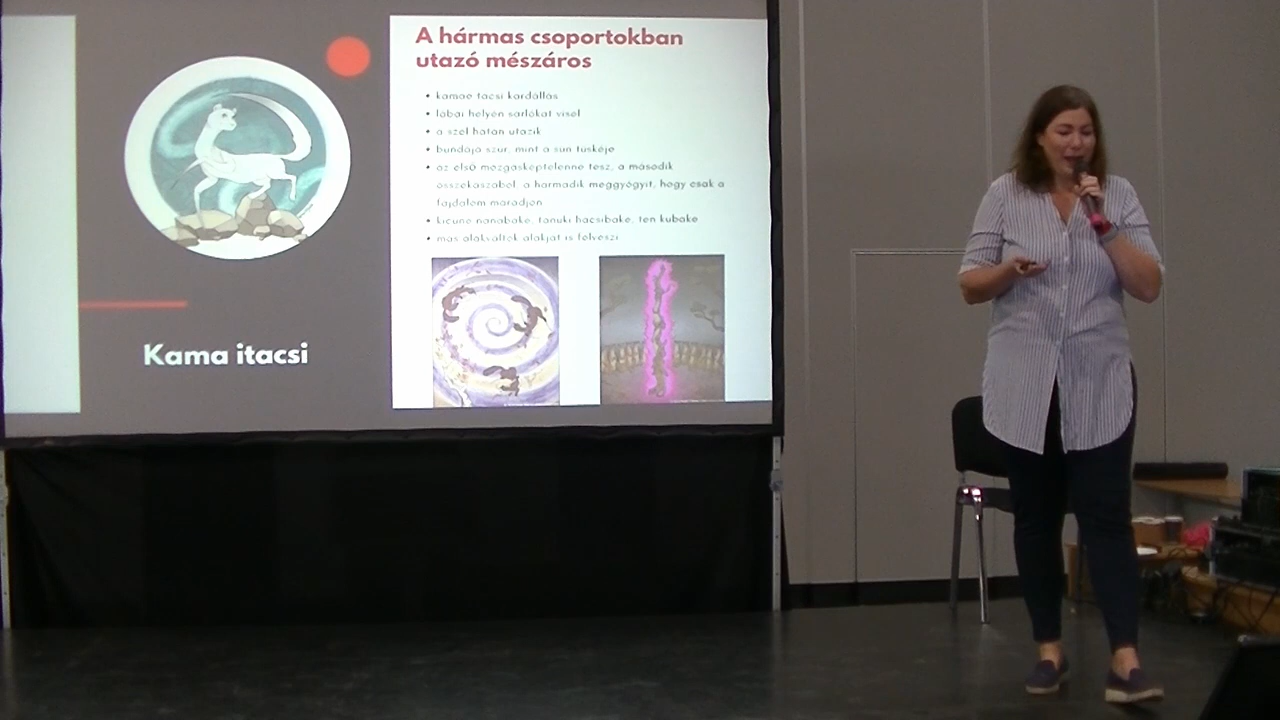 A hármas csoportokban
utazó mészáros
• kamae tacsi kardállás
• lábai helyén sarlókat visel
• a szél hátán utazik
• bundája szúr, mint a sün tüskéje
• az első mozgásképtelenné tesz, a második
összekaszabol, a harmadik meggyógyít, hogy csak a
fájdalom maradjon
• kicune nanabake, tanuki hacsibake, ten kubake
• más alakváltók alakját is felveszi
Kama itacsi